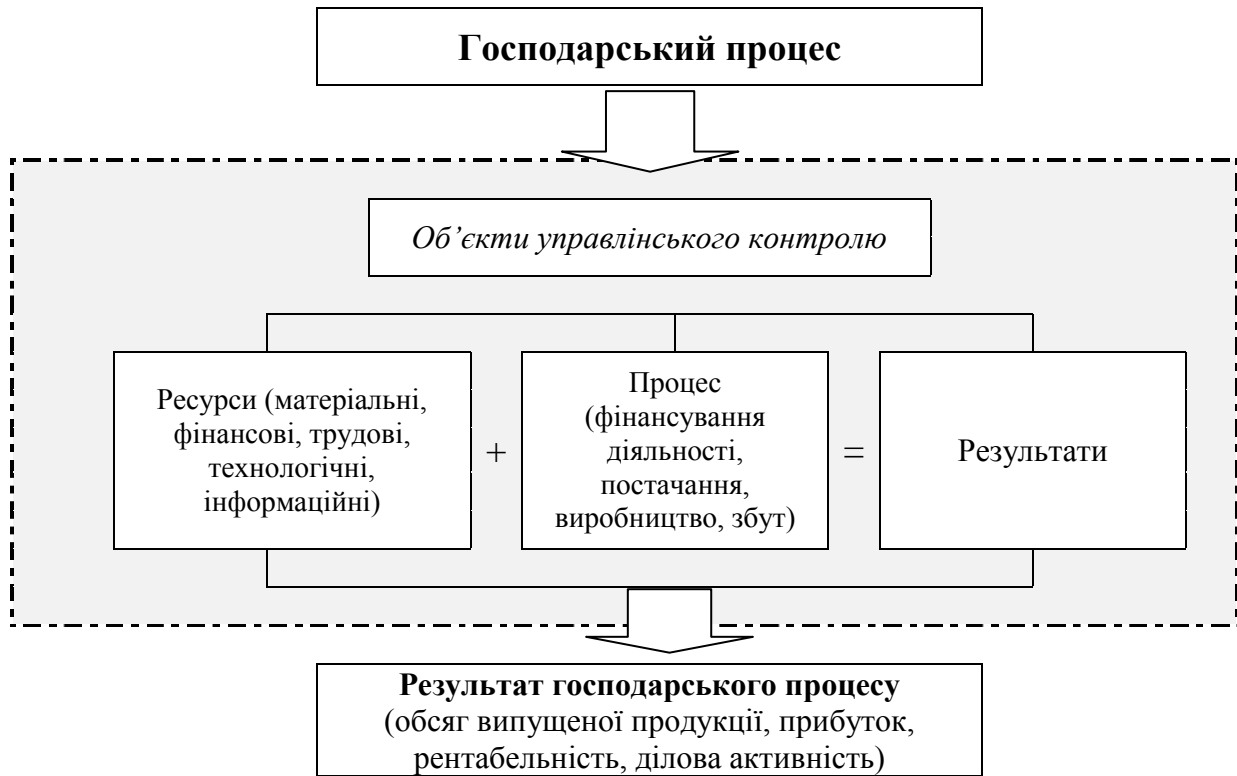 Господарський процес
Об’єкти управлінського контролю
Ресурси (матеріальні,
фінансові, трудові,
технологічні,
інформаційні)
+
Процес
(фінансування
діяльності,
постачання,
виробництво, збут)
=
Результати
Результат господарського процесу
(обсяг випущеної продукції, прибуток,
рентабельність, ділова активність)